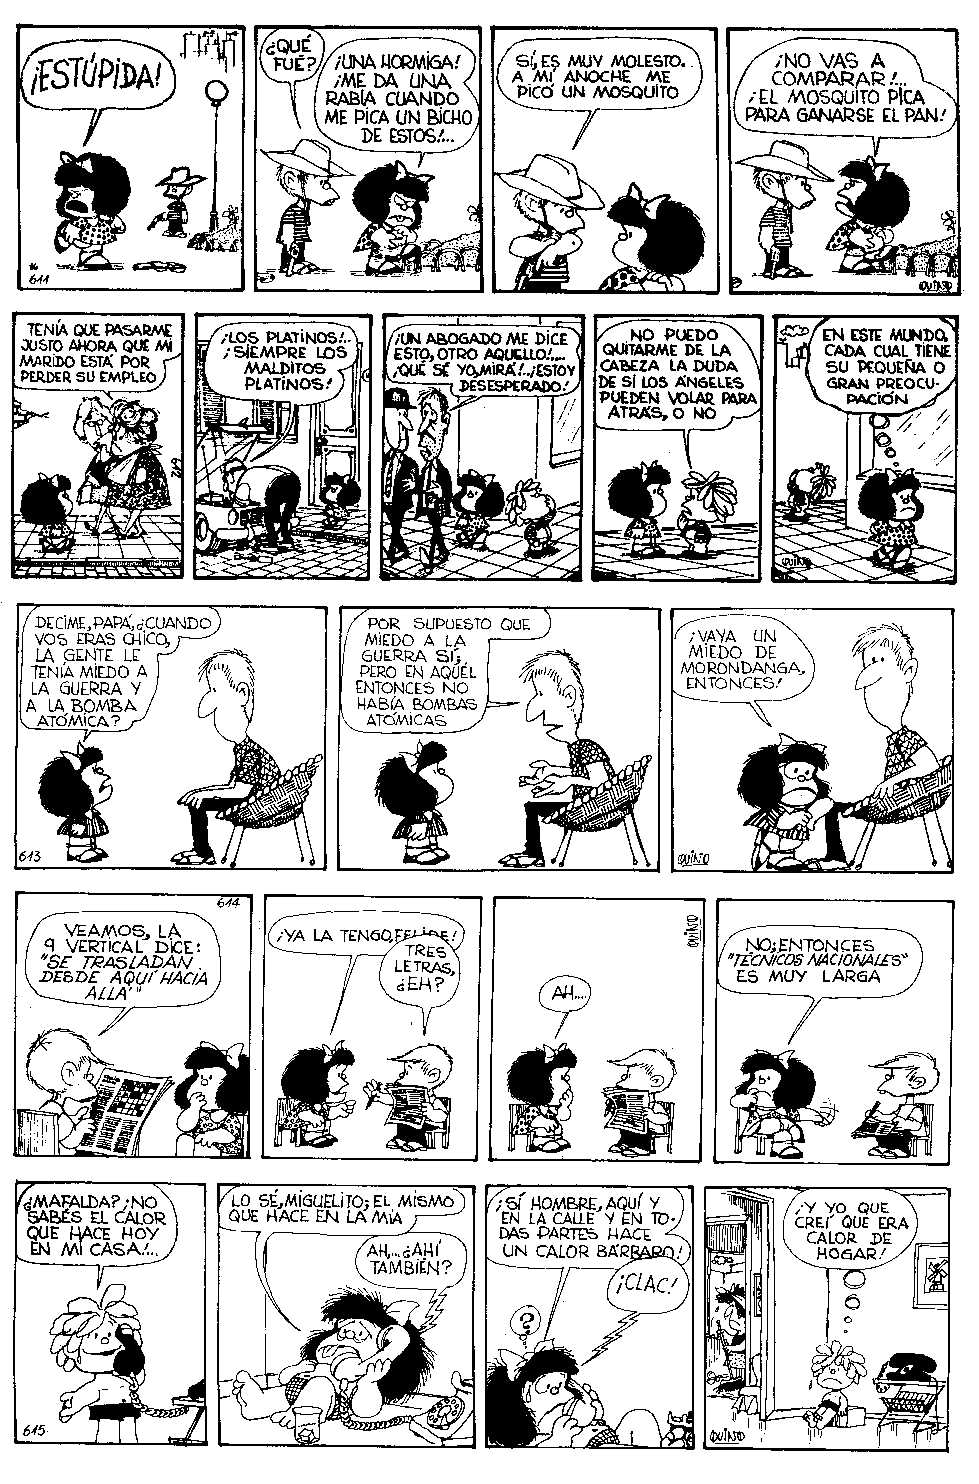 ¡ESTÚPIDA!
611
¿QUÉ
FUÉ?
¡UNA HORMIGA!
¡ME DA UNA
RABIA CUANDO
ME PICA UN BICHO
DE ESTOS!...
SÍ, ES MUY MOLESTO..
A MÍ ANOCHE ME
PICÓ UN MOSQUITO
¡NO VAS A
COMPARAR!...
¡EL MOSQUITO PICA
PARA GANARSE EL PAN!
QUINO
TENÍA QUE PASARME
JUSTO AHORA QUE MI
MARIDO ESTÁ POR
PERDER SU EMPLEO
612
¡LOS PLATINOS!..
¡SIEMPRE LOS
MALDITOS
PLATINOS!
¡UN ABOGADO ME DICE
ESTO, OTRO AQUELLO!....
¡QUÉ SÉ YO, MIRÁ!..¡ESTOY
DESESPERADO!
NO PUEDO
QUITARME DE LA
CABEZA LA DUDA
DE SÍ LOS ÁNGELES
PUEDEN VOLAR PARA
ATRÁS, O NO
EN ESTE MUNDO,
CADA CUAL TIENE
SU PEQUEÑA O
GRAN PREOCU-
PACIÓN
QUINO
DECIME, PAPÁ, ¿CUANDO
VOS ERAS CHICO,
LA GENTE LE
TENÍA MIEDO A
LA GUERRA Y
A LA BOMBA
ATÓMICA?
613
POR SUPUESTO QUE
MIEDO A LA
GUERRA SÍ;
PERO EN AQUÉL
ENTONCES NO
HABÍA BOMBAS
ATÓMICAS
¡VAYA UN
MIEDO DE
MORONDANGA,
ENTONCES!
QUINO
614
VEAMOS, LA
9 VERTICAL DICE:
"SE TRASLADAN
DESDE AQUÍ HACIA
ALLÁ"
¡YA LA TENGO, FELIPE!
TRES
LETRAS,
¿EH?
AH....
QUINO
NO; ENTONCES
"TÉCNICOS NACIONALES"
ES MUY LARGA
¿MAFALDA? ¡NO
SABÉS EL CALOR
QUE HACE HOY
EN MI CASA!...
615
LO SÉ, MIGUELITO; EL MISMO
QUE HACE EN LA MÍA
AH,...¿AHÍ
TAMBIÉN?
¡SÍ HOMBRE, AQUÍ Y
EN LA CALLE Y EN TO-
DAS PARTES HACE
UN CALOR BÁRBARO!
¡CLAC!
?
¡Y YO QUE
CREÍ QUE ERA
CALOR DE
HOGAR!
QUINO